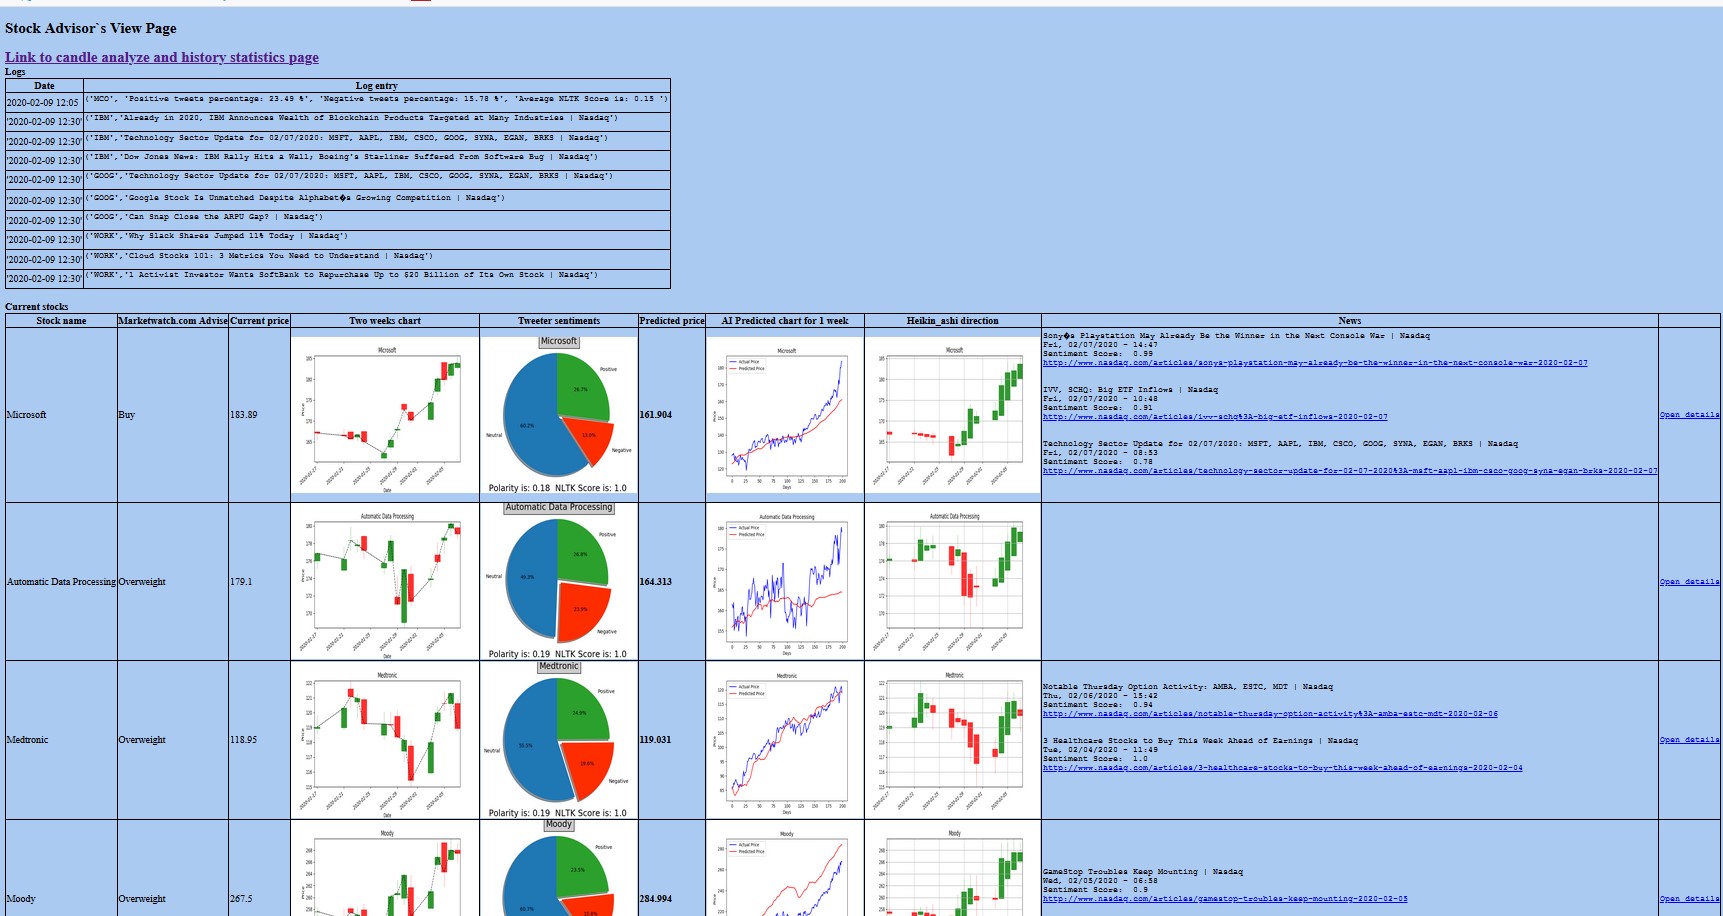 Stock Advisor`s View Page
Link to candle analyze and history statistics page
Logs
Date Log entry
2020-02-09 12:05 ('MCO', 'Positive tweets percentage: 23.49 %', 'Negative tweets percentage: 15.78 %', 'Average NLTK Score is: 0.15 ')
'2020-02-09 12:30' ('IBM','Already in 2020, IBM Announces Wealth of Blockchain Products Targeted at Many Industries | Nasdaq')
'2020-02-09 12:30' ('IBM','Technology Sector Update for 02/07/2020: MSFT, AAPL, IBM, CSCO, GOOG, SYNA, EGAN, BRKS | Nasdaq')
'2020-02-09 12:30' ('IBM','Dow Jones News: IBM Rally Hits a Wall; Boeing's Starliner Suffered From Software Bug | Nasdaq')
'2020-02-09 12:30' ('GOOG','Technology Sector Update for 02/07/2020: MSFT, AAPL, IBM, CSCO, GOOG, SYNA, EGAN, BRKS | Nasdaq')
'2020-02-09 12:30' ('GOOG','Google Stock Is Unmatched Despite Alphabet�s Growing Competition | Nasdaq')
'2020-02-09 12:30' ('GOOG','Can Snap Close the ARPU Gap? | Nasdaq')
'2020-02-09 12:30' ('WORK','Why Slack Shares Jumped 11% Today | Nasdaq')
'2020-02-09 12:30' ('WORK','Cloud Stocks 101: 3 Metrics You Need to Understand | Nasdaq')
'2020-02-09 12:30' ('WORK','1 Activist Investor Wants SoftBank to Repurchase Up to $20 Billion of Its Own Stock | Nasdaq')
Current stocks
Stock name Marketwatch.com Advise Current price Two weeks chart Tweeter sentiments Predicted price AI Predicted chart for 1 week Heikin_ashi direction News
Microsoft Buy 183.89
Microsoft
Price
Date
Microsoft
Positive
26.7%
Neutral
60.2%
13.0%
Negative
Polarity is: 0.18 NLTK Score is: 1.0
161.904
Microsoft
Actual Price
Predicted Price
Days
Microsoft
Sony�s Playstation May Already Be the Winner in the Next Console War | Nasdaq
Fri, 02/07/2020 - 14:47
Sentiment Score: 0.99
http://www.nasdaq.com/articles/sonys-playstation-may-already-be-the-winner-in-the-next-console-war-2020-02-07
IVV, SCHQ: Big ETF Inflows | Nasdaq
Fri, 02/07/2020 - 10:48
Sentiment Score: 0.91
http://www.nasdaq.com/articles/ivv-schq%3A-big-etf-inflows-2020-02-07
Technology Sector Update for 02/07/2020: MSFT, AAPL, IBM, CSCO, GOOG, SYNA, EGAN, BRKS | Nasdaq
Fri, 02/07/2020 - 08:53
Sentiment Score: 0.78
http://www.nasdaq.com/articles/technology-sector-update-for-02-07-2020%3A-msft-aapl-ibm-csco-goog-syna-egan-brks-2020-02-07
Open details
Automatic Data Processing Overweight 179.1
Automatic Data Processing
Date
Automatic Data Processing
Positive
26.8%
Neutral
49.3%
23.9%
Negative
Polarity is: 0.19 NLTK Score is: 1.0
164.313
Automatic Data Processing
Actual Price
Predicted Price
Days
Automatic Data Processing
Open details
Medtronic Overweight 118.95
Medtronic
Date
Medtronic
Positive
24.9%
Neutral
55.5%
19.6%
Negative
Polarity is: 0.19 NLTK Score is: 1.0
119.031
Medtronic
Actual Price
Predicted Price
Days
Medtronic
Notable Thursday Option Activity: AMBA, ESTC, MDT | Nasdaq
Thu, 02/06/2020 - 15:42
Sentiment Score: 0.94
http://www.nasdaq.com/articles/notable-thursday-option-activity%3A-amba-estc-mdt-2020-02-06
3 Healthcare Stocks to Buy This Week Ahead of Earnings | Nasdaq
Tue, 02/04/2020 - 11:49
Sentiment Score: 1.0
http://www.nasdaq.com/articles/3-healthcare-stocks-to-buy-this-week-ahead-of-earnings-2020-02-04
Open details
Moody Overweight 267.5
Moody
Moody
Positive
23.5%
Neutral
60.7%
284.994
Moody
Actual Price
Predicted Price
Moody
GameStop Troubles Keep Mounting | Nasdaq
Wed, 02/05/2020 - 06:58
Sentiment Score: 0.9
http://www.nasdaq.com/articles/gamestop-troubles-keep-mounting-2020-02-05
Open details